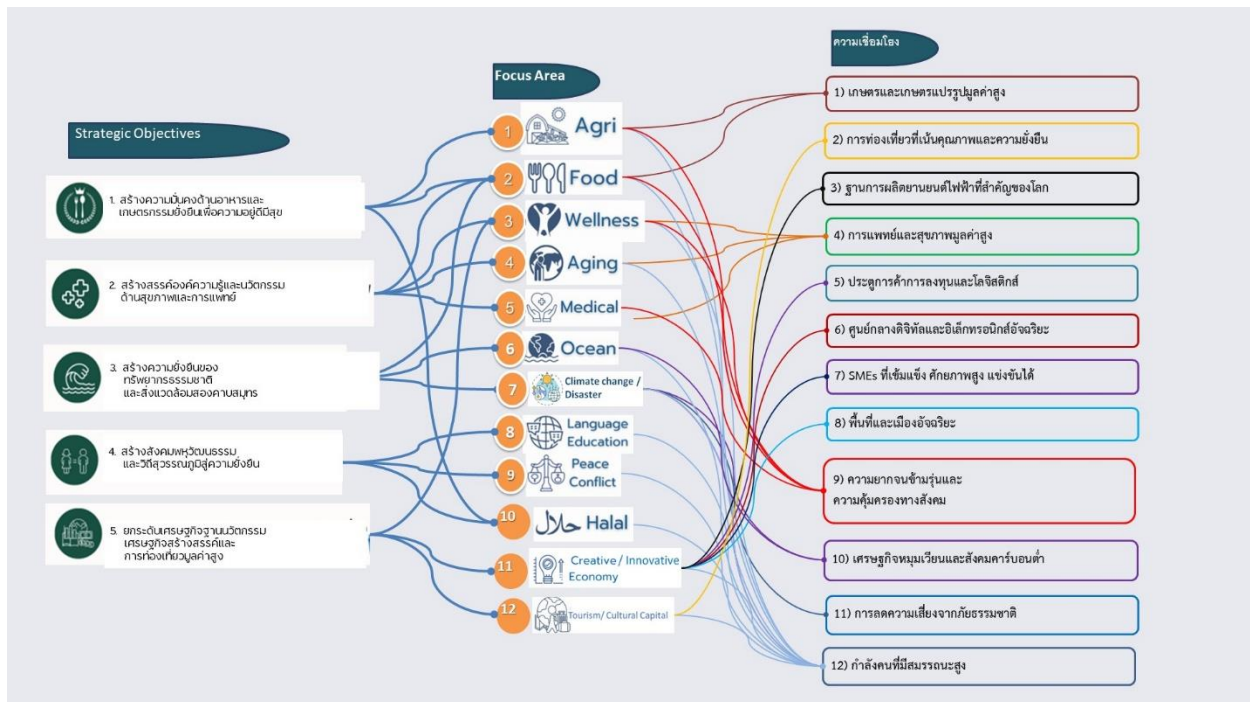 Strategic Objectives
1. สร้างความมั่นคงด้านอาหารและ
เกษตรกรรมยั่งยืนเพื่อความอยู่ดีมีสุข
2. สร้างสรรค์องค์ความรู้และนวัตกรรม
ด้านสุขภาพและการแพทย์
3. สร้างความยั่งยืนของ
ทรัพยากรธรรมชาติ
และสิ่งแวดล้อมสองคาบสมุทร
4. สร้างสังคมพหุวัฒนธรรม
และวิถีสุวรรณภูมิสู่ความยั่งยืน
5. ยกระดับเศรษฐกิจฐานนวัตกรรม
เศรษฐกิจสร้างสรรค์และ
การท่องเที่ยวมูลค่าสูง
Focus Area
1 Agri
2 Food
3 Wellness
4 Aging
5 Medical
6 Ocean
7 Climate change /
Disaster
8 Language
Education
9 Peace
Conflict
10 حلال Halal
11 Creative / Innovative
Economy
12 Tourism/ Cultural Capital
ความเชื่อมโยง
1) เกษตรและเกษตรแปรรูปมูลค่าสูง
2) การท่องเที่ยวที่เน้นคุณภาพและความยั่งยืน
3) ฐานการผลิตยานยนต์ไฟฟ้าที่สำคัญของโลก
4) การแพทย์และสุขภาพมูลค่าสูง
5) ประตูการค้าการลงทุนและโลจิสติกส์
6) ศูนย์กลางดิจิทัลและอิเล็กทรอนิกส์อัจฉริยะ
7) SMEs ที่เข้มแข็ง ศักยภาพสูง แข่งขันได้
8) พื้นที่และเมืองอัจฉริยะ
9) ความยากจนข้ามรุ่นและ
ความคุ้มครองทางสังคม
10) เศรษฐกิจหมุนเวียนและสังคมคาร์บอนต่ำ
11) การลดความเสี่ยงจากภัยธรรมชาติ
12) กำลังคนที่มีสมรรถนะสูง